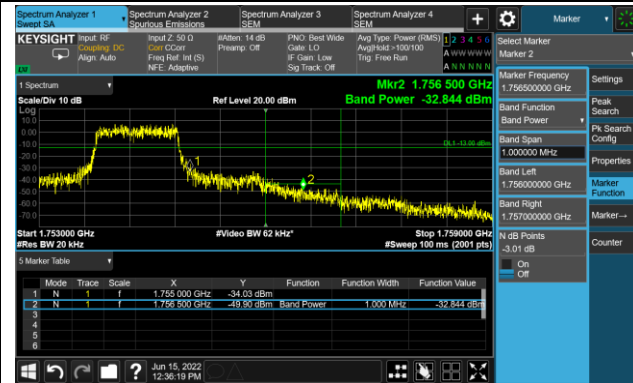 Spectrum Analyzer 1
Swept SA
Spectrum Analyzer 2
Spurious Emissions
Spectrum Analyzer 3
SEM
Spectrum Analyzer 4
SEM
Marker
KEYSIGHT
Input: RF
Coupling: DC
Align: Auto
Input Z: 50 Ω
Corr CCorr
Freq Ref: Int (S)
NFE: Adaptive
#Atten: 14 dB
Preamp: Off
PNO: Best Wide
Gate: LO
IF Gain: Low
Sig Track: Off
Avg Type: Power (RMS)
Avg|Hold:>100/100
Trig: Free Run
1 2 3 4 5 6
A W W W W W
A N N N N N
Select Marker
Marker 2
1 Spectrum
Scale/Div 10 dB
Ref Level 20.00 dBm
Mkr2 1.756 500 GHz
Band Power -32.844 dBm
Log
10.0
0.00
-10.0
-20.0
-30.0
-40.0
-50.0
-60.0
-70.0
DL1 -13.00 dBm
1
2
Start 1.753000 GHz
#Res BW 20 kHz
#Video BW 62 kHz*
Stop 1.759000 GHz
#Sweep 100 ms (2001 pts)
Marker Frequency
1.756500000 GHz
Band Function
Band Power
Band Span
1.000000 MHz
Band Left
1.756000000 GHz
Band Right
1.757000000 GHz
N dB Points
-3.01 dB
On
Off
Settings
Peak
Search
Pk Search
Config
Properties
Marker
Function
Marker→
Counter
5 Marker Table
Mode Trace Scale X Y Function Function Width Function Value
1 N 1 f 1.755 000 GHz -34.03 dBm
2 N 1 f 1.756 500 GHz -49.90 dBm Band Power 1.000 MHz -32.844 dBm
3
4
5
6
?
Jun 15, 2022
12:36:19 PM